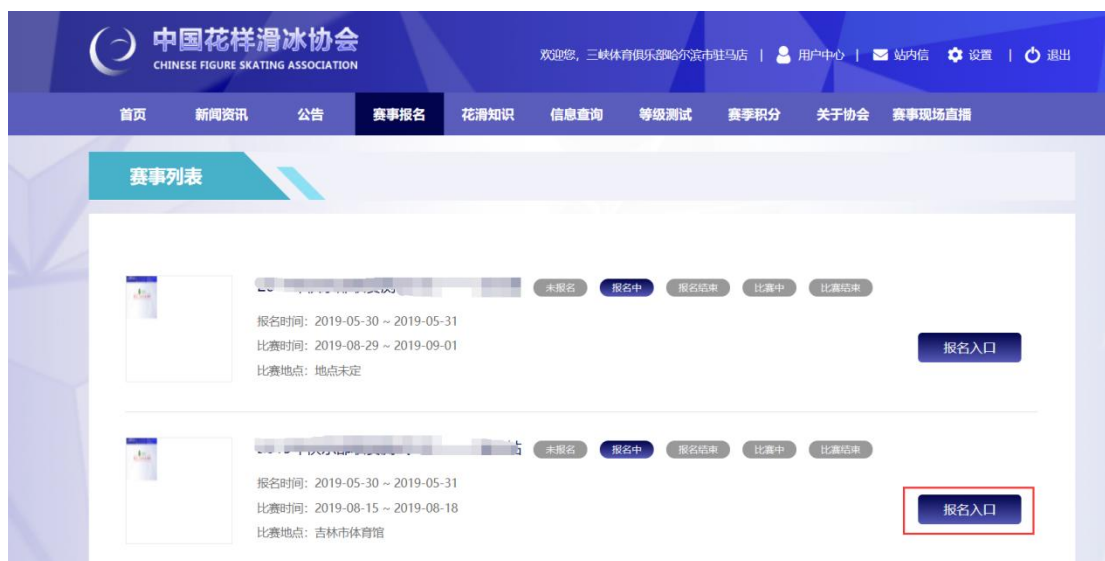 中国花样滑冰协会
CHINESE FIGURE SKATING ASSOCIATION
欢迎您，三峡体育俱乐部哈尔滨市驻马店 | 用户中心 | 站内信 设置 | 退出
首页 新闻资讯 公告 赛事报名 花滑知识 信息查询 等级测试 赛季积分 关于协会 赛事现场直播
赛事列表
未报名 报名中 报名结束 比赛中 比赛结束
报名时间：2019-05-30 ~ 2019-05-31
比赛时间：2019-08-29 ~ 2019-09-01
报名入口
比赛地点：地点未定
站 未报名 报名中 报名结束 比赛中 比赛结束
报名时间：2019-05-30 ~ 2019-05-31
比赛时间：2019-08-15 ~ 2019-08-18
报名入口
比赛地点：吉林市体育馆